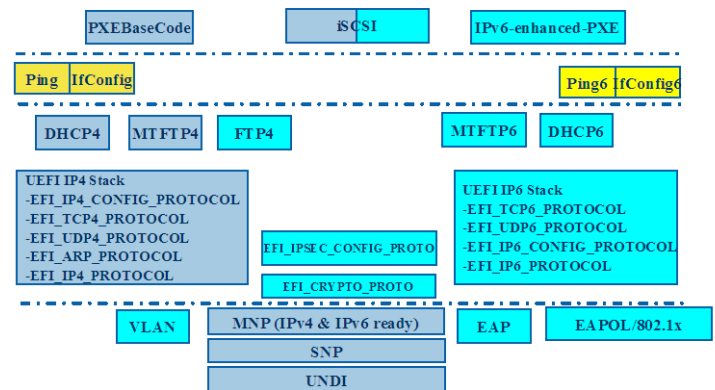 PXEBaseCode
iSCSI
IPv6-enhanced-PXE
Ping
IfConfig
Ping6
IfConfig6
DHCP4
MTFTP4
FTP4
MTFTP6
DHCP6
UEFI IP4 Stack
-EFI_IP4_CONFIG_PROTOCOL
-EFI_TCP4_PROTOCOL
-EFI_UDP4_PROTOCOL
-EFI_ARP_PROTOCOL
-EFI_IP4_PROTOCOL
EFI_IPSEC_CONFIG_PROTO
EFI_CRYPTO_PROTO
UEFI IP6 Stack
-EFI_TCP6_PROTOCOL
-EFI_UDP6_PROTOCOL
-EFI_IP6_CONFIG_PROTOCOL
-EFI_IP6_PROTOCOL
VLAN
MNP (IPv4 & IPv6 ready)
EAP
EAPOL/802.1x
SNP
UNDI